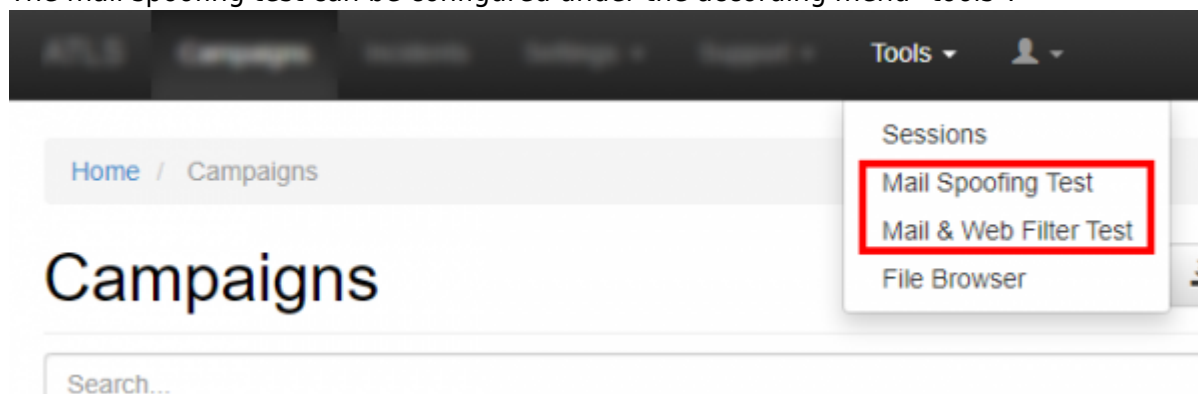 The mail spoofing test can be configured under the according menu "tools".
Campaigns Tools
Sessions
Home / Campaigns
Mail Spoofing Test
Mail & Web Filter Test
Campaigns
File Browser
Search...